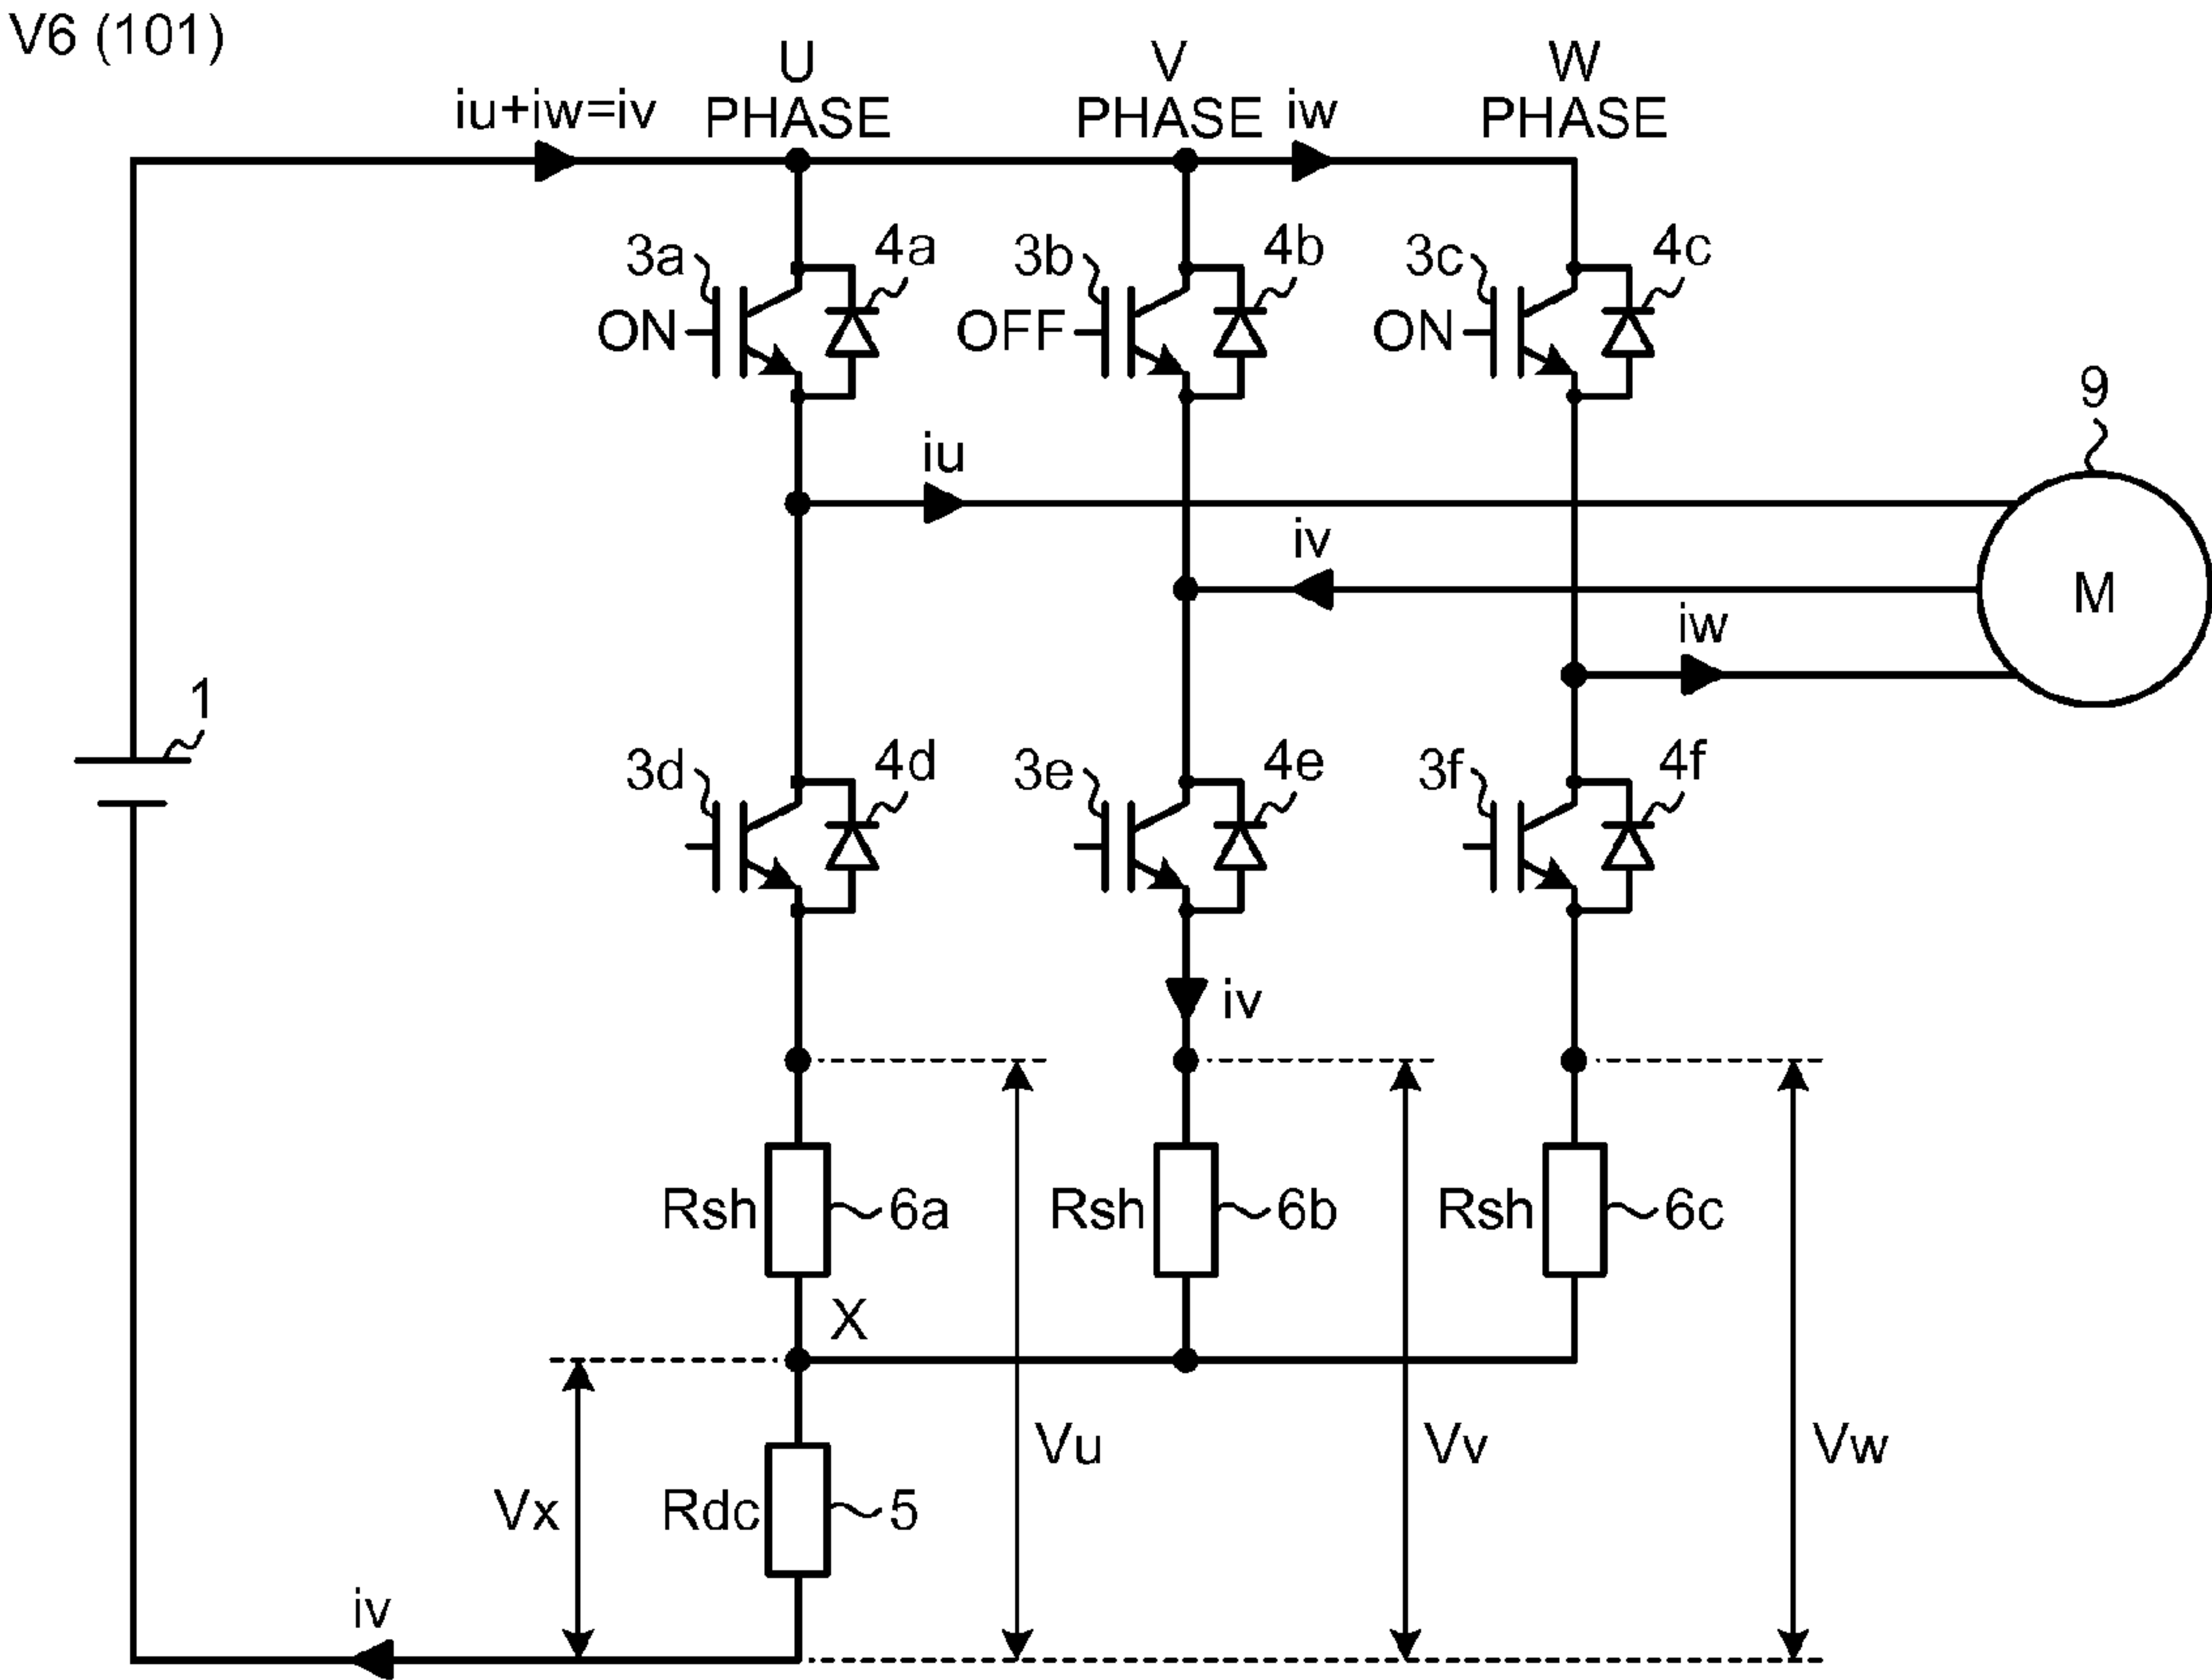 V6 (101)
U PHASE
V PHASE
W PHASE
iu+iw=iv
iw
3a
4a
3b
4b
3c
4c
ON
OFF
ON
9
iu
iv
M
iw
1
3d
4d
3e
4e
3f
4f
iv
Rsh
6a
Rsh
6b
Rsh
6c
X
Vu
Vv
Vw
Vx
Rdc
5
iv